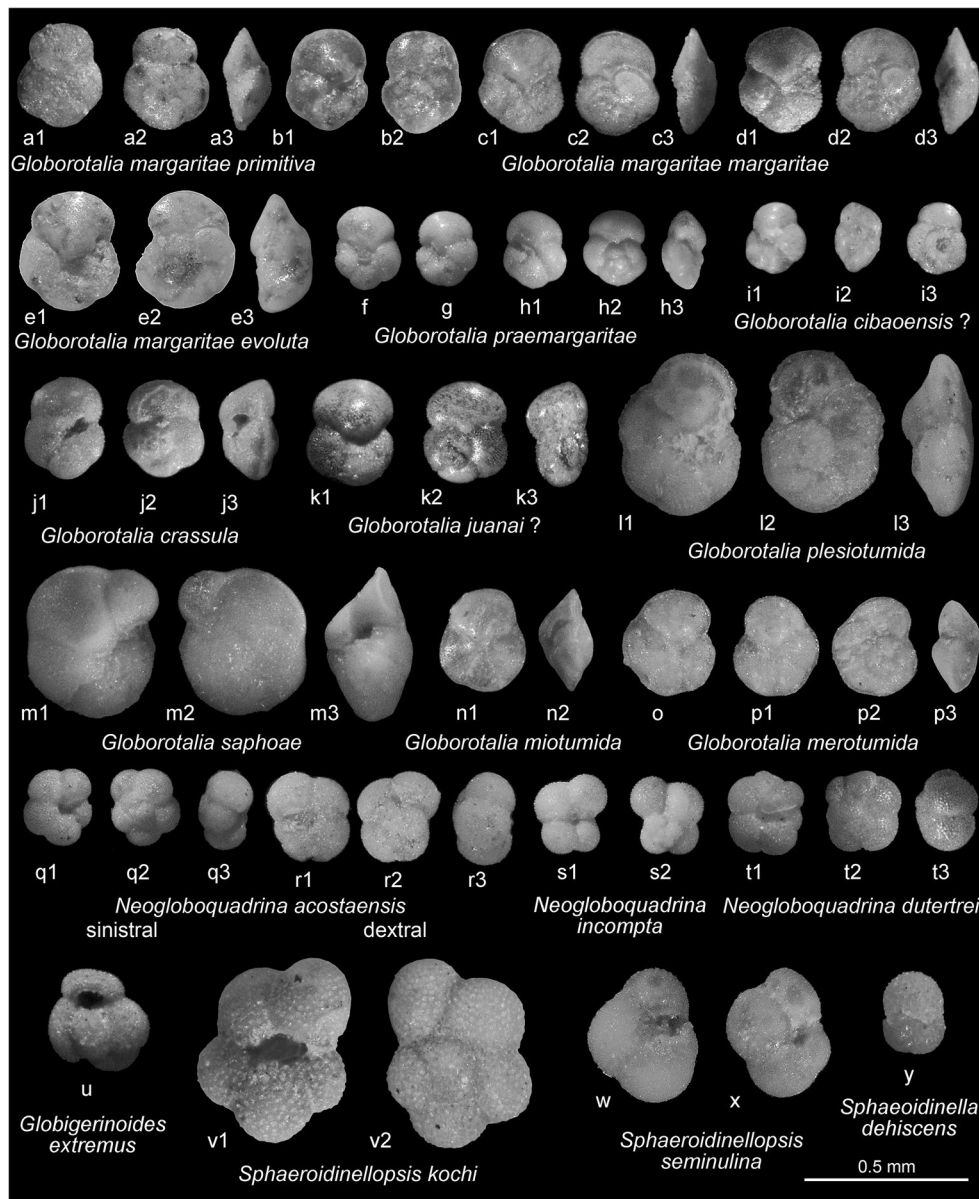 a1 a2 a3 b1 b2 c1 c2 c3 d1 d2 d3
Globorotalia margaritae primitiva Globorotalia margaritae margaritae
e1 e2 e3 f g h1 h2 h3 i1 i2 i3
Globorotalia margaritae evoluta Globorotalia praemargaritae Globorotalia cibaoensis ?
j1 j2 j3 k1 k2 k3 l1 l2 l3
Globorotalia crassula Globorotalia juanai ? Globorotalia plesiotumida
m1 m2 m3 n1 n2 o p1 p2 p3
Globorotalia saphoae Globorotalia miotumida Globorotalia merotumida
q1 q2 q3 r1 r2 r3 s1 s2 t1 t2 t3
Neogloboquadrina acostaensis
sinistral dextral
Neogloboquadrina
incompta
Neogloboquadrina dutertrei
u v1 v2 w x y
Globigerinoides
extremus
Sphaeroidinellopsis kochi
Sphaeroidinellopsis
seminulina
Sphaeoidinella
dehiscens
0.5 mm